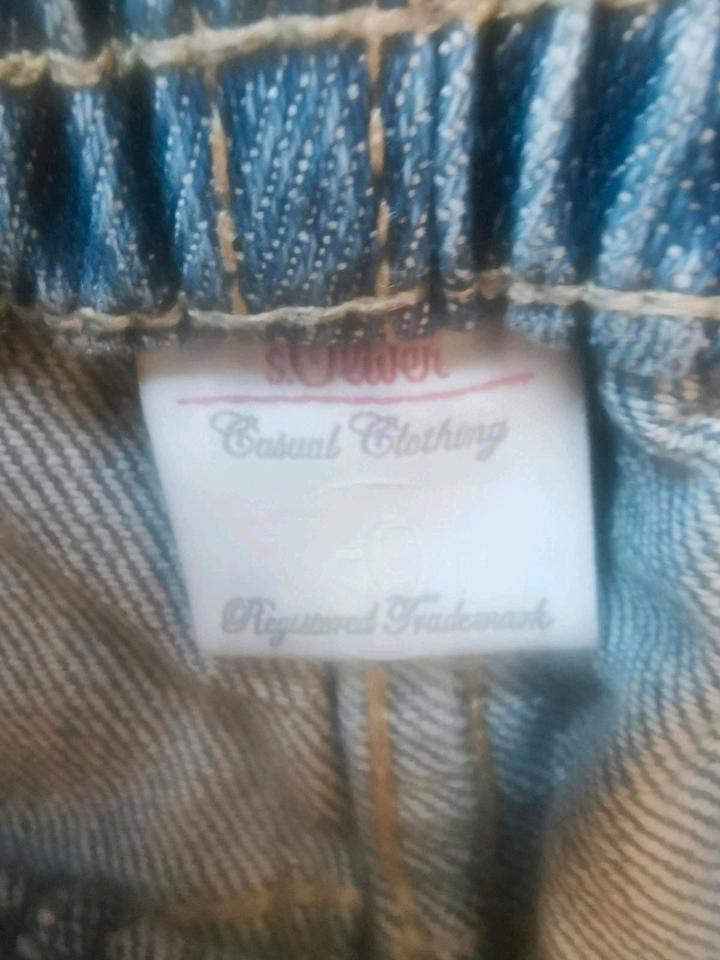 s.Oliver
Casual Clothing
Registered Trademark